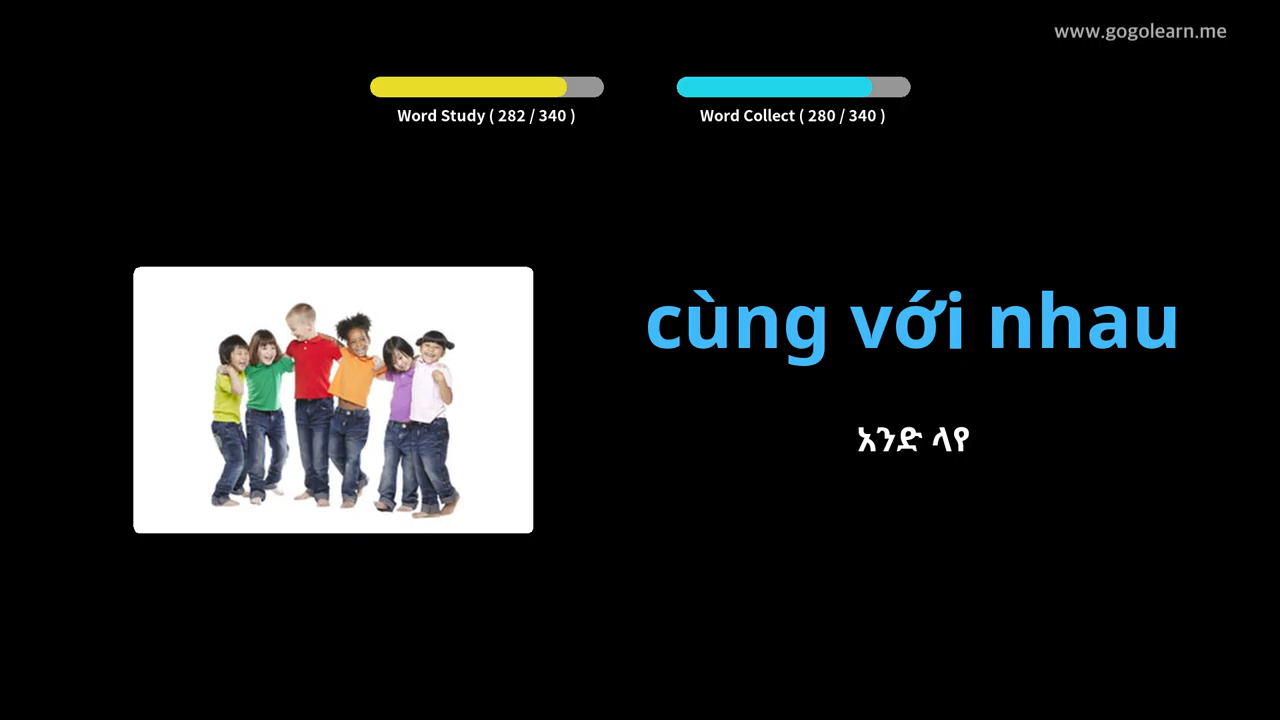 www.gogolearn.me
Word Study ( 282 / 340 )
Word Collect ( 280 / 340 )
cùng với nhau
አንድ ላየ